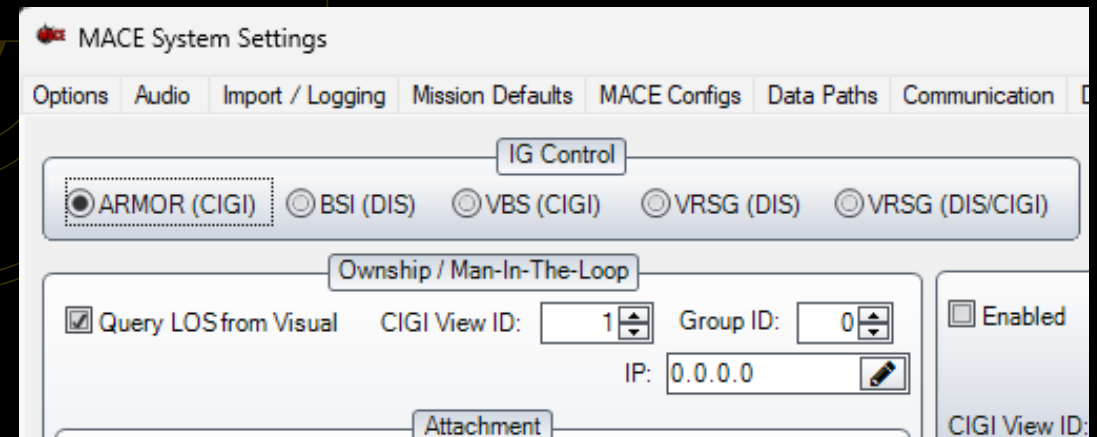 MACE System Settings
Options Audio Import / Logging Mission Defaults MACE Configs Data Paths Communication
IG Control
ARMOR (CIGI) BSI (DIS) VBS (CIGI) VRSG (DIS) VRSG (DIS/CIGI)
Ownship / Man-In-The-Loop
Query LOS from Visual CIGI View ID: 1 Group ID: 0 Enabled
IP: 0.0.0.0
Attachment CIGI View ID: